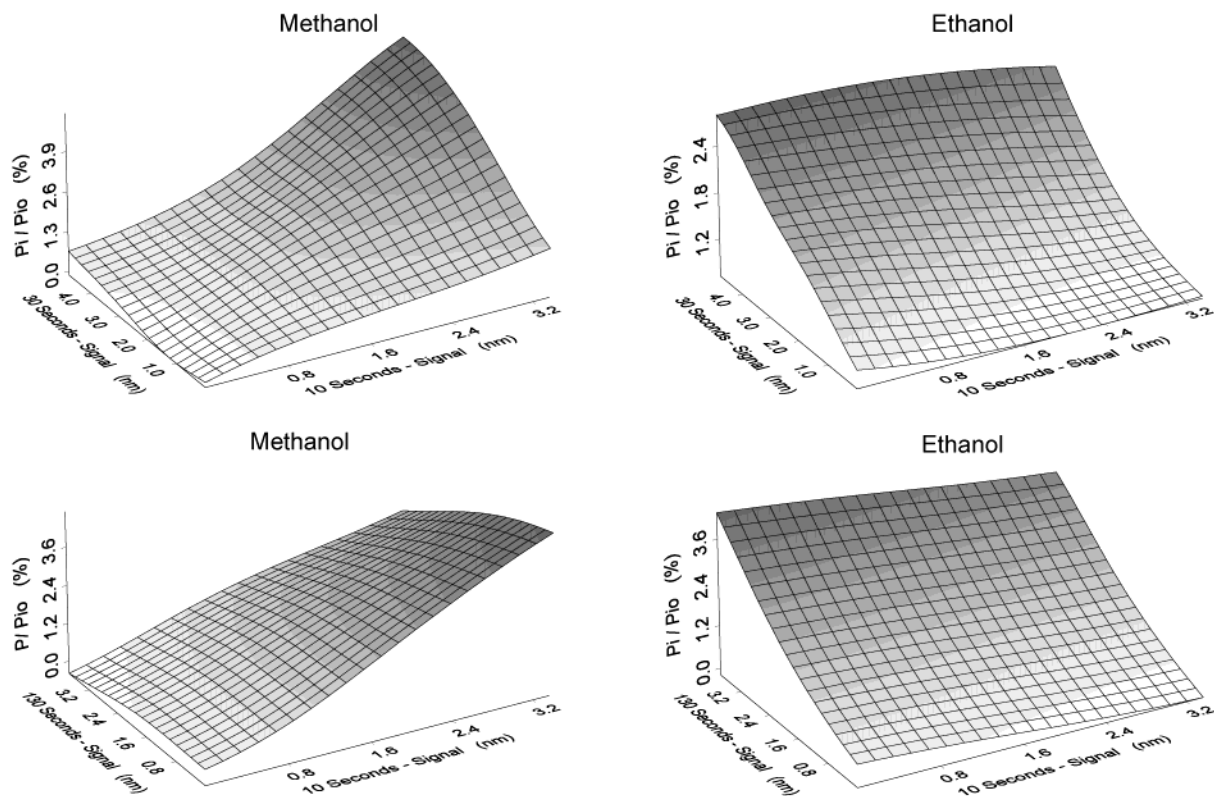 Methanol
Pi / Pio (%)
3.9
2.6
1.3
0.0
4.0
3.0
2.0
1.0
30 Seconds - Signal (nm)
0.8
1.6
2.4
3.2
10 Seconds - Signal (nm)
Ethanol
Pi / Pio (%)
2.4
1.8
1.2
4.0
3.0
2.0
1.0
30 Seconds - Signal (nm)
0.8
1.6
2.4
3.2
10 Seconds - Signal (nm)
Methanol
P/ Pio (%)
3.6
2.4
1.2
0.0
3.2
2.4
1.6
0.8
130 Seconds - Signal (nm)
0.8
1.6
2.4
3.2
10 Seconds - Signal (nm)
Ethanol
Pi / Pio (%)
3.6
2.4
1.2
0.0
3.2
2.4
1.6
0.8
130 Seconds - Signal (nm)
0.8
1.6
2.4
3.2
10 Seconds - Signal (nm)